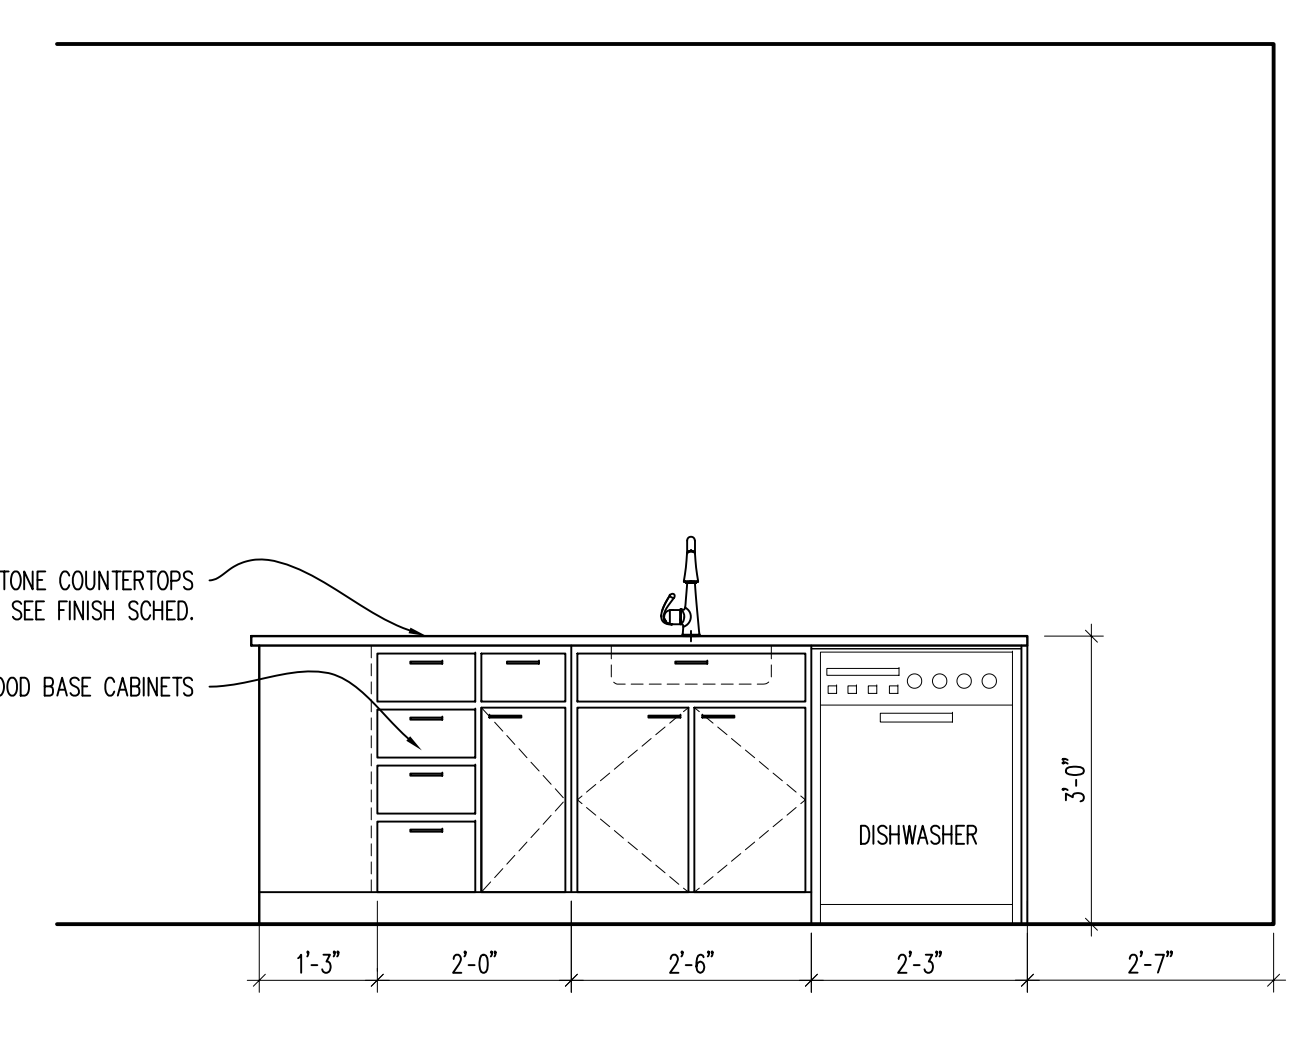 TONE COUNTERTOPS
SEE FINISH SCHED.
OOD BASE CABINETS
DISHWASHER
3'-0"
1'-3"
2'-0"
2'-6"
2'-3"
2'-7"